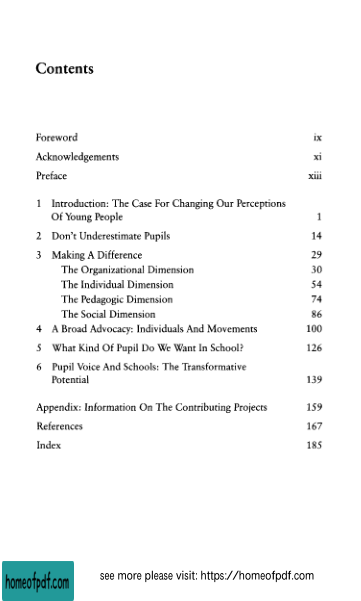 Contents
Foreword ix
Acknowledgements xi
Preface xiii
1 Introduction: The Case For Changing Our Perceptions
Of Young People 1
2 Don't Underestimate Pupils 14
3 Making A Difference 29
The Organizational Dimension 30
The Individual Dimension 54
The Pedagogic Dimension 74
The Social Dimension 86
4 A Broad Advocacy: Individuals And Movements 100
5 What Kind Of Pupil Do We Want In School? 126
6 Pupil Voice And Schools: The Transformative
Potential 139
Appendix: Information On The Contributing Projects 159
References 167
Index 185
homeofpdf.com
see more please visit: https://homeofpdf.com